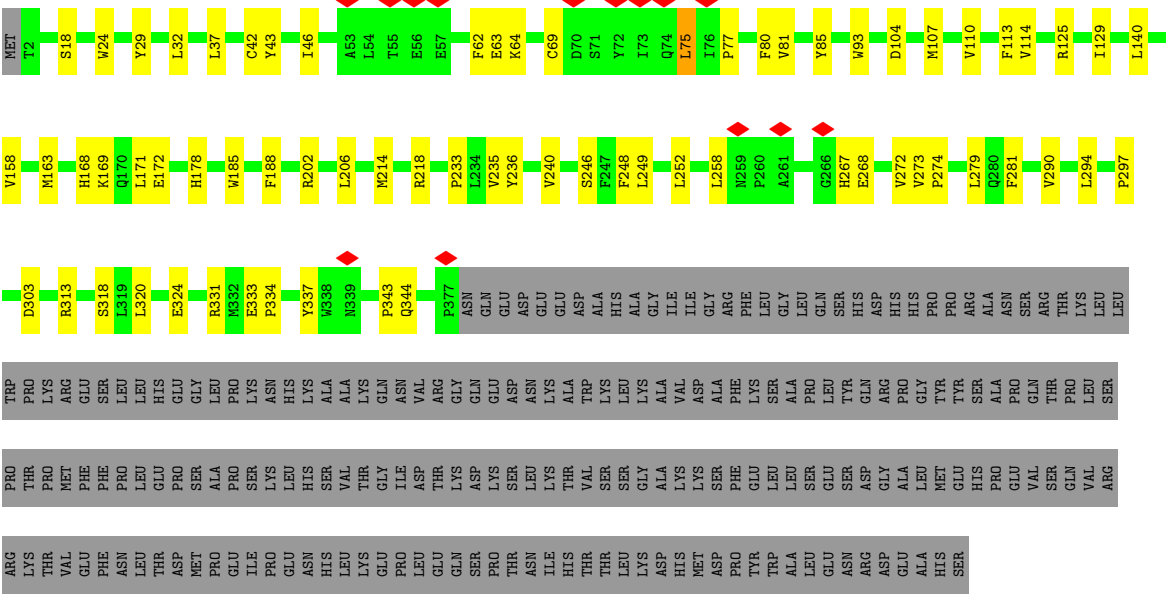 MET T2 S18 W24 Y29 L32 L37 C42 Y43 I46 A53 L54 T55 E56 E57 F62 E63 K64 C69 D70 S71 Y72 I73 Q74 L75 I76 P77 F80 V81 Y85 W93 D104 M107 V110 F113 V114 R125 I129 L140
V158 M163 H168 K169 Q170 L171 E172 H178 W185 F188 R202 L206 M214 R218 P233 L234 V235 Y236 V240 S246 F247 F248 L249 L252 L258 N259 P260 A261 G266 H267 E268 V272 V273 P274 L279 Q280 F281 V290 L294 P297
D303 R313 S318 L319 L320 E324 R331 M332 E333 P334 Y337 W338 N339 P343 Q344 P377 ASN GLN GLU ASP GLU GLU ASP ALA HIS ALA GLY ILE ILE GLY ARG PHE LEU GLY LEU GLN SER HIS ASP HIS HIS PRO PRO ARG ALA ASN SER ARG THR LYS LEU LEU
TRP PRO LYS ARG GLU SER LEU LEU HIS GLU GLY LEU PRO LYS ASN HIS LYS ALA ALA LYS GLN ASN VAL ARG GLY GLN GLU ASP ASN LYS ALA TRP LYS LEU LYS ALA VAL ASP ALA PHE LYS SER ALA PRO LEU TYR GLN ARG PRO GLY TYR TYR SER ALA PRO GLN THR PRO LEU SER
PRO THR PRO MET PHE PHE PRO LEU GLU PRO SER ALA PRO SER LYS LEU HIS SER VAL THR GLY ILE ASP THR LYS ASP LYS SER LEU LYS THR VAL SER SER GLY ALA LYS LYS SER PHE GLU LEU LEU SER GLU SER ASP GLY ALA LEU MET GLU HIS PRO GLU VAL SER GLN VAL ARG
ARG LYS THR VAL GLU PHE ASN LEU THR ASP MET PRO GLU ILE PRO GLU ASN HIS LEU LYS GLU PRO LEU GLU GLN SER PRO THR ASN ILE HIS THR THR LEU LYS ASP HIS MET ASP PRO TYR TRP ALA LEU GLU ASN ARG ASP GLU ALA HIS SER